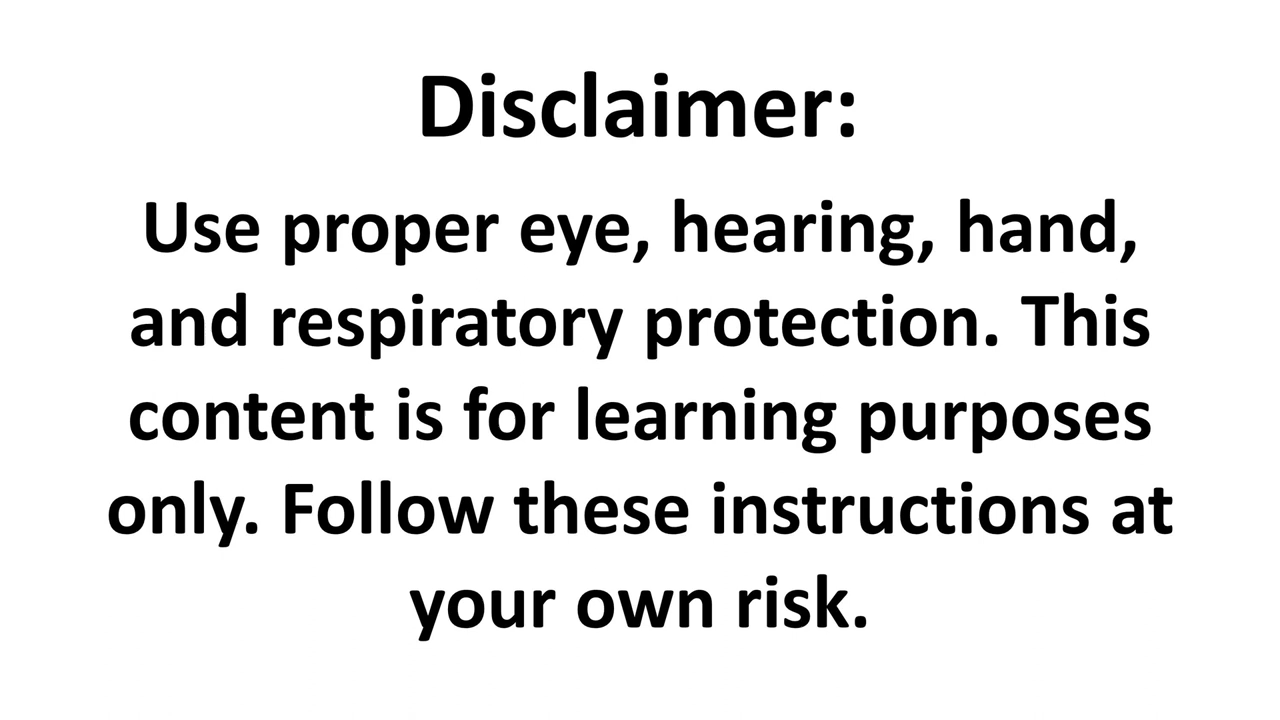 Disclaimer:
Use proper eye, hearing, hand,
and respiratory protection. This
content is for learning purposes
only. Follow these instructions at
your own risk.